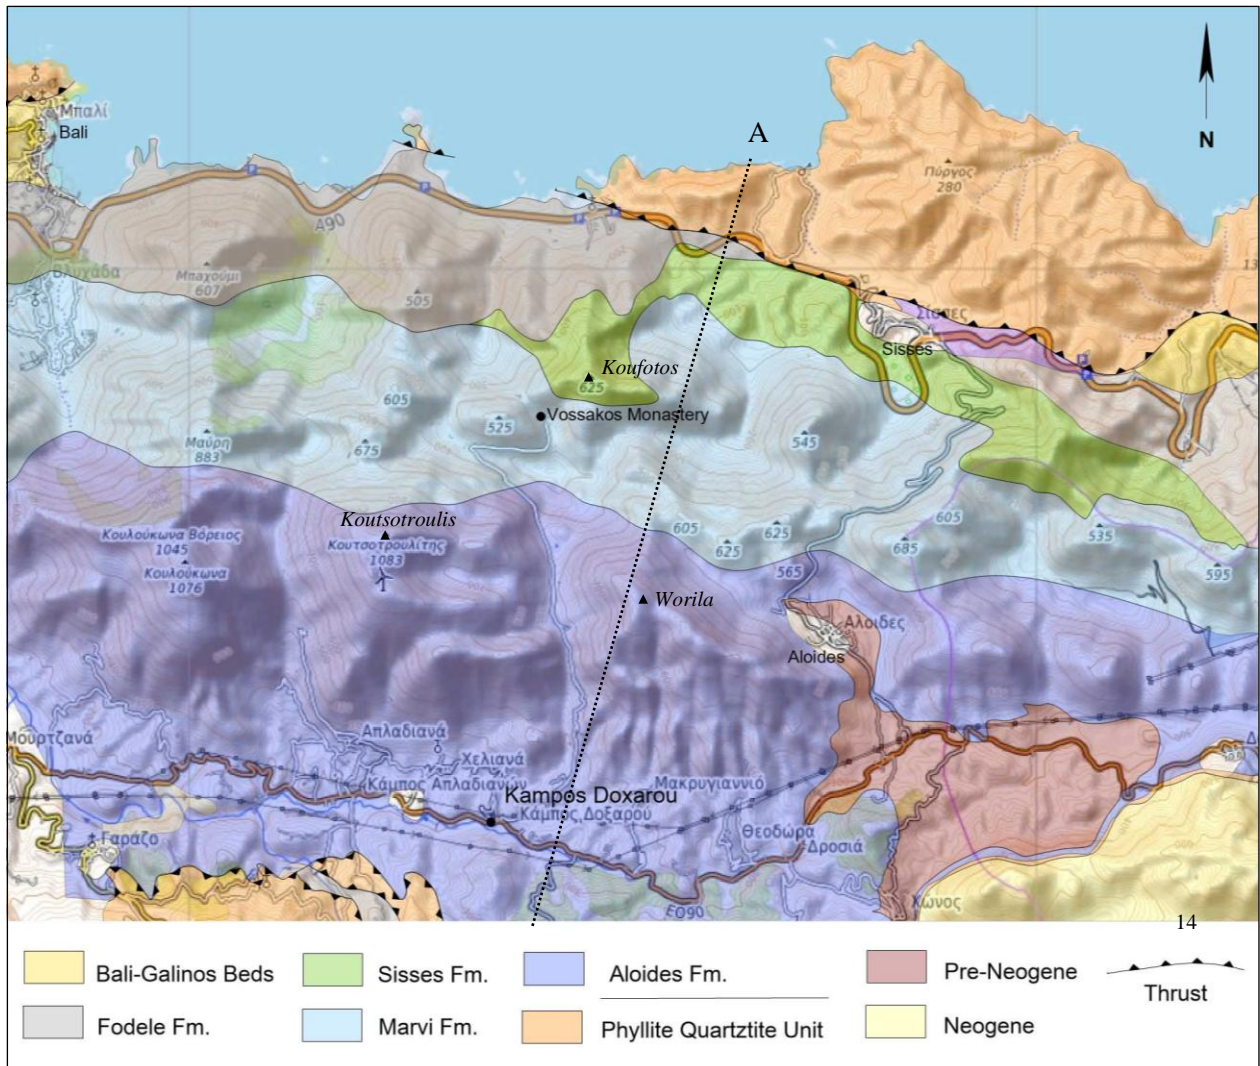 A
N
Μπαλί
Bali
A90
Πύργος
280
Μπαχούμι
607
505
Σίσσες
Sisses
Koufotos
625
605
Vossakos Monastery
525
Μαύρη
883
675
545
Koutsotroulis
Κουτσοτρουλίτης
1083
Κουλούκωνα Βόρειος
1045
Κουλούκωνα
1076
605
625
625
605
685
535
595
565
Worila
Αλοιδες
Aloides
Μουρτζανά
Απλαδιανά
Χελιανά
Κάμπος Απλαδιανών
Μακρυγιαννιό
Kampos Doxarou
Κάμπος Δοξαρού
Θεοδώρα
Δροσιά
Γαράζο
ΕΟ90
Χώνος
14
Bali-Galinos Beds
Sisses Fm.
Aloides Fm.
Pre-Neogene
Thrust
Fodele Fm.
Marvi Fm.
Phyllite Quartztite Unit
Neogene